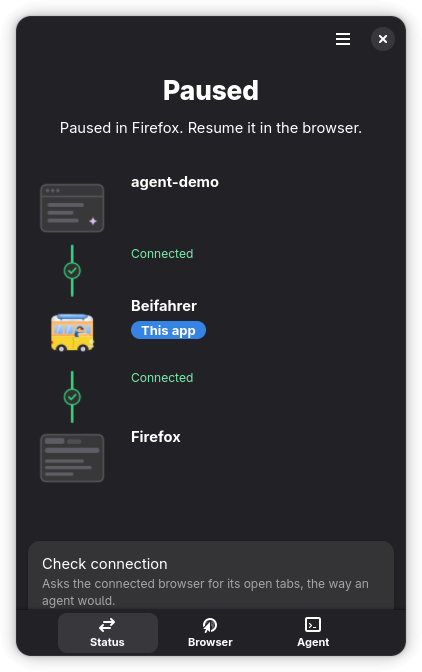 Paused
Paused in Firefox. Resume it in the browser.
agent-demo
Connected
Beifahrer
This app
Connected
Firefox
Check connection
Asks the connected browser for its open tabs, the way an
agent would.
Status
Browser
Agent